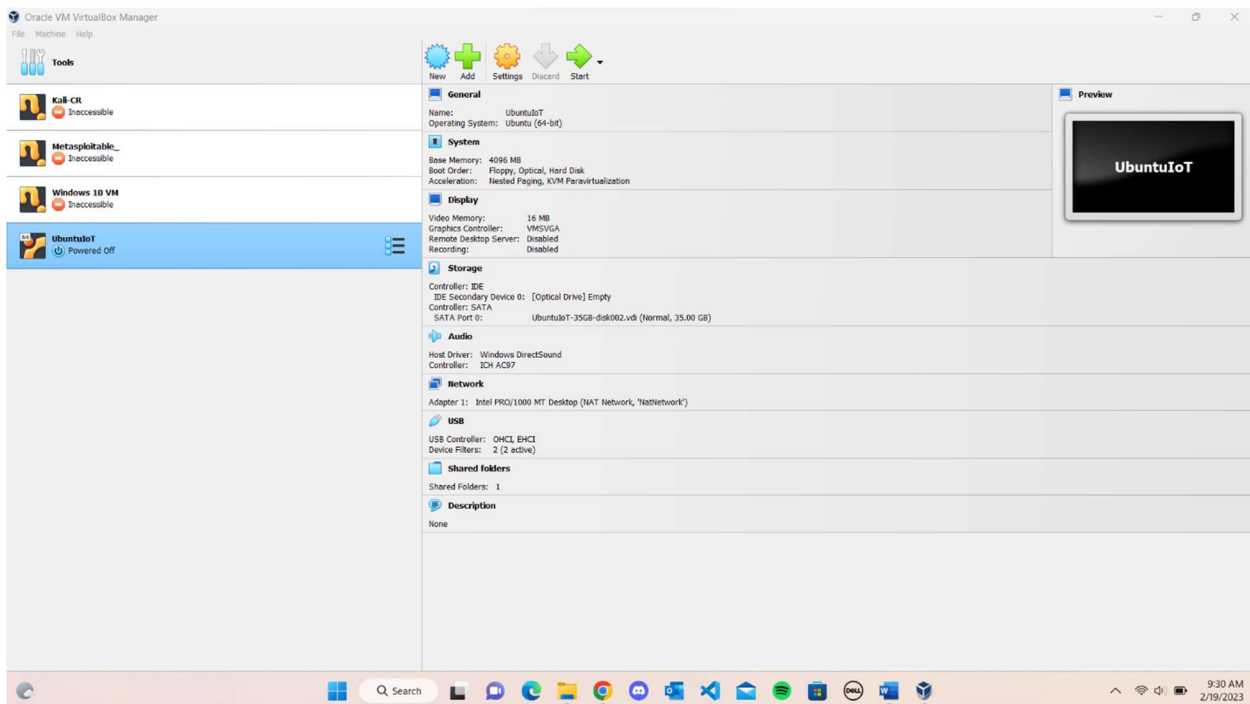 Oracle VM VirtualBox Manager
File Machine Help
Tools
New Add Settings Discard Start
Kali-CR
Inaccessible
Metasploitable_
Inaccessible
Windows 10 VM
Inaccessible
64
UbuntuIoT
Powered Off
General
Name: UbuntuIoT
Operating System: Ubuntu (64-bit)
System
Base Memory: 4096 MB
Boot Order: Floppy, Optical, Hard Disk
Acceleration: Nested Paging, KVM Paravirtualization
Display
Video Memory: 16 MB
Graphics Controller: VMSVGA
Remote Desktop Server: Disabled
Recording: Disabled
Storage
Controller: IDE
IDE Secondary Device 0: [Optical Drive] Empty
Controller: SATA
SATA Port 0: UbuntuIoT-35GB-disk002.vdi (Normal, 35.00 GB)
Audio
Host Driver: Windows DirectSound
Controller: ICH AC97
Network
Adapter 1: Intel PRO/1000 MT Desktop (NAT Network, 'NatNetwork')
USB
USB Controller: OHCI, EHCI
Device Filters: 2 (2 active)
Shared folders
Shared Folders: 1
Description
None
Preview
UbuntuIoT
Search
DELL
9:30 AM
2/19/2023